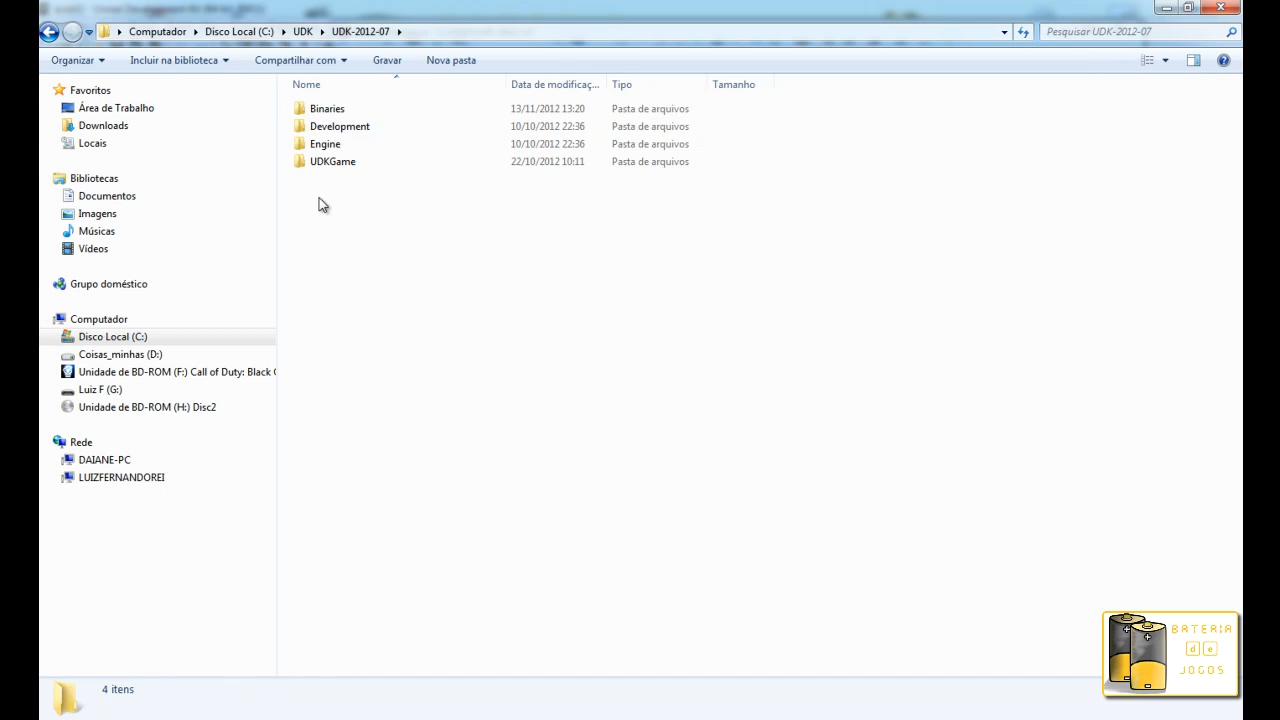 Computador Disco Local (C:) UDK UDK-2012-07
Pesquisar UDK-2012-07
Organizar Incluir na biblioteca Compartilhar com Gravar Nova pasta
Favoritos
Área de Trabalho
Downloads
Locais
Bibliotecas
Documentos
Imagens
Músicas
Vídeos
Grupo doméstico
Computador
Disco Local (C:)
Coisas_minhas (D:)
Unidade de BD-ROM (F:) Call of Duty: Black
Luiz F (G:)
Unidade de BD-ROM (H:) Disc2
Rede
DAIANE-PC
LUIZFERNANDOREI
Nome Data de modificaç... Tipo Tamanho
Binaries 13/11/2012 13:20 Pasta de arquivos
Development 10/10/2012 22:36 Pasta de arquivos
Engine 10/10/2012 22:36 Pasta de arquivos
UDKGame 22/10/2012 10:11 Pasta de arquivos
4 itens
BATERIA
de
JOGOS